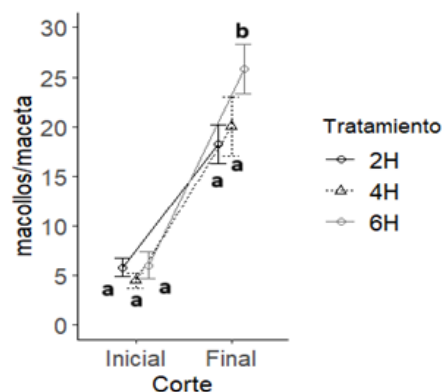 macollos/maceta
30
25
20
15
10
5
0
b
a
a
a
a
a
Inicial
Final
Corte
Tratamiento
2H
4H
6H